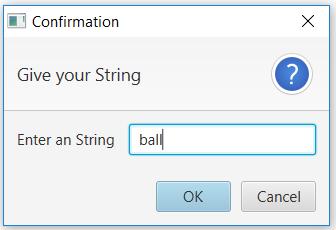 Confirmation
Give your String
?
Enter an String ball
OK Cancel